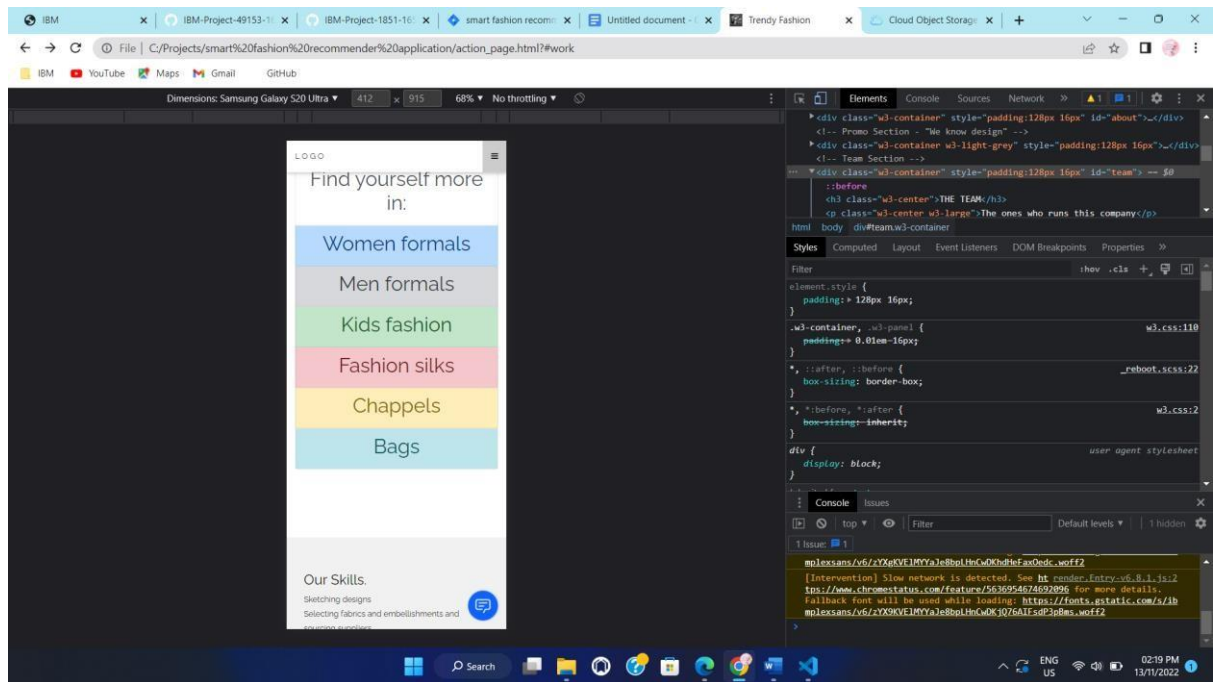 IBM
IBM-Project-49153-1
IBM-Project-1851-16
smart fashion recomm
Untitled document -
Trendy Fashion
Cloud Object Storage
File | C:/Projects/smart%20fashion%20recommender%20application/action_page.html?#work
IBM YouTube Maps Gmail GitHub
Dimensions: Samsung Galaxy S20 Ultra 412 x 915 68% No throttling
LOGO
Find yourself more
in:
Women formals
Men formals
Kids fashion
Fashion silks
Chappels
Bags
Our Skills.
Sketching designs
Selecting fabrics and embellishments and
sourcing suppliers
Elements Console Sources Network » 1 1
<div class="w3-container" style="padding:128px 16px" id="about">…</div>
<!-- Promo Section - "We know design" -->
<div class="w3-container w3-light-grey" style="padding:128px 16px">…</div>
<!-- Team Section -->
<div class="w3-container" style="padding:128px 16px" id="team"> == $0
::before
<h3 class="w3-center">THE TEAM</h3>
<p class="w3-center w3-large">The ones who runs this company</p>
html body div#team.w3-container
Styles Computed Layout Event Listeners DOM Breakpoints Properties »
Filter :hov .cls +
element.style {
padding: 128px 16px;
}
.w3-container, .w3-panel { w3.css:110
padding: 0.01em 16px;
}
*, ::after, ::before { _reboot.scss:22
box-sizing: border-box;
}
*, *:before, *:after { w3.css:2
box-sizing: inherit;
}
div { user agent stylesheet
display: block;
}
Console Issues
top Filter Default levels 1 hidden
1 Issue: 1
mplexsans/v6/zYXgKVElMYYaJe8bpLHnCwDKhdHeFaxOedc.woff2
[Intervention] Slow network is detected. See ht render.Entry-v6.8.1.js:2
tps://www.chromestatus.com/feature/5636954674692096 for more details.
Fallback font will be used while loading: https://fonts.gstatic.com/s/ib
mplexsans/v6/zYX9KVElMYYaJe8bpLHnCwDKjQ76AIFsdP3pBms.woff2
Search
ENG
US
02:19 PM
13/11/2022
1